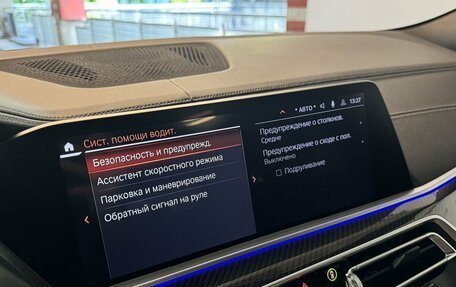 • АВТО •
13:27
Сист. помощи водит.
Безопасность и предупрежд.
Ассистент скоростного режима
Парковка и маневрирование
Обратный сигнал на руле
Предупреждение о столкнов.
Средне
Предупреждение о сходе с пол.
Выключено
Подруливание